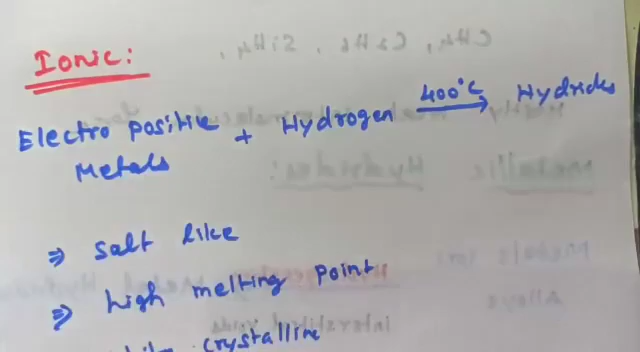 Ionic:
Electro positive + Hydrogen 400°C → Hydrides
Metals
⇒ Salt like
⇒ high melting point
crystalline